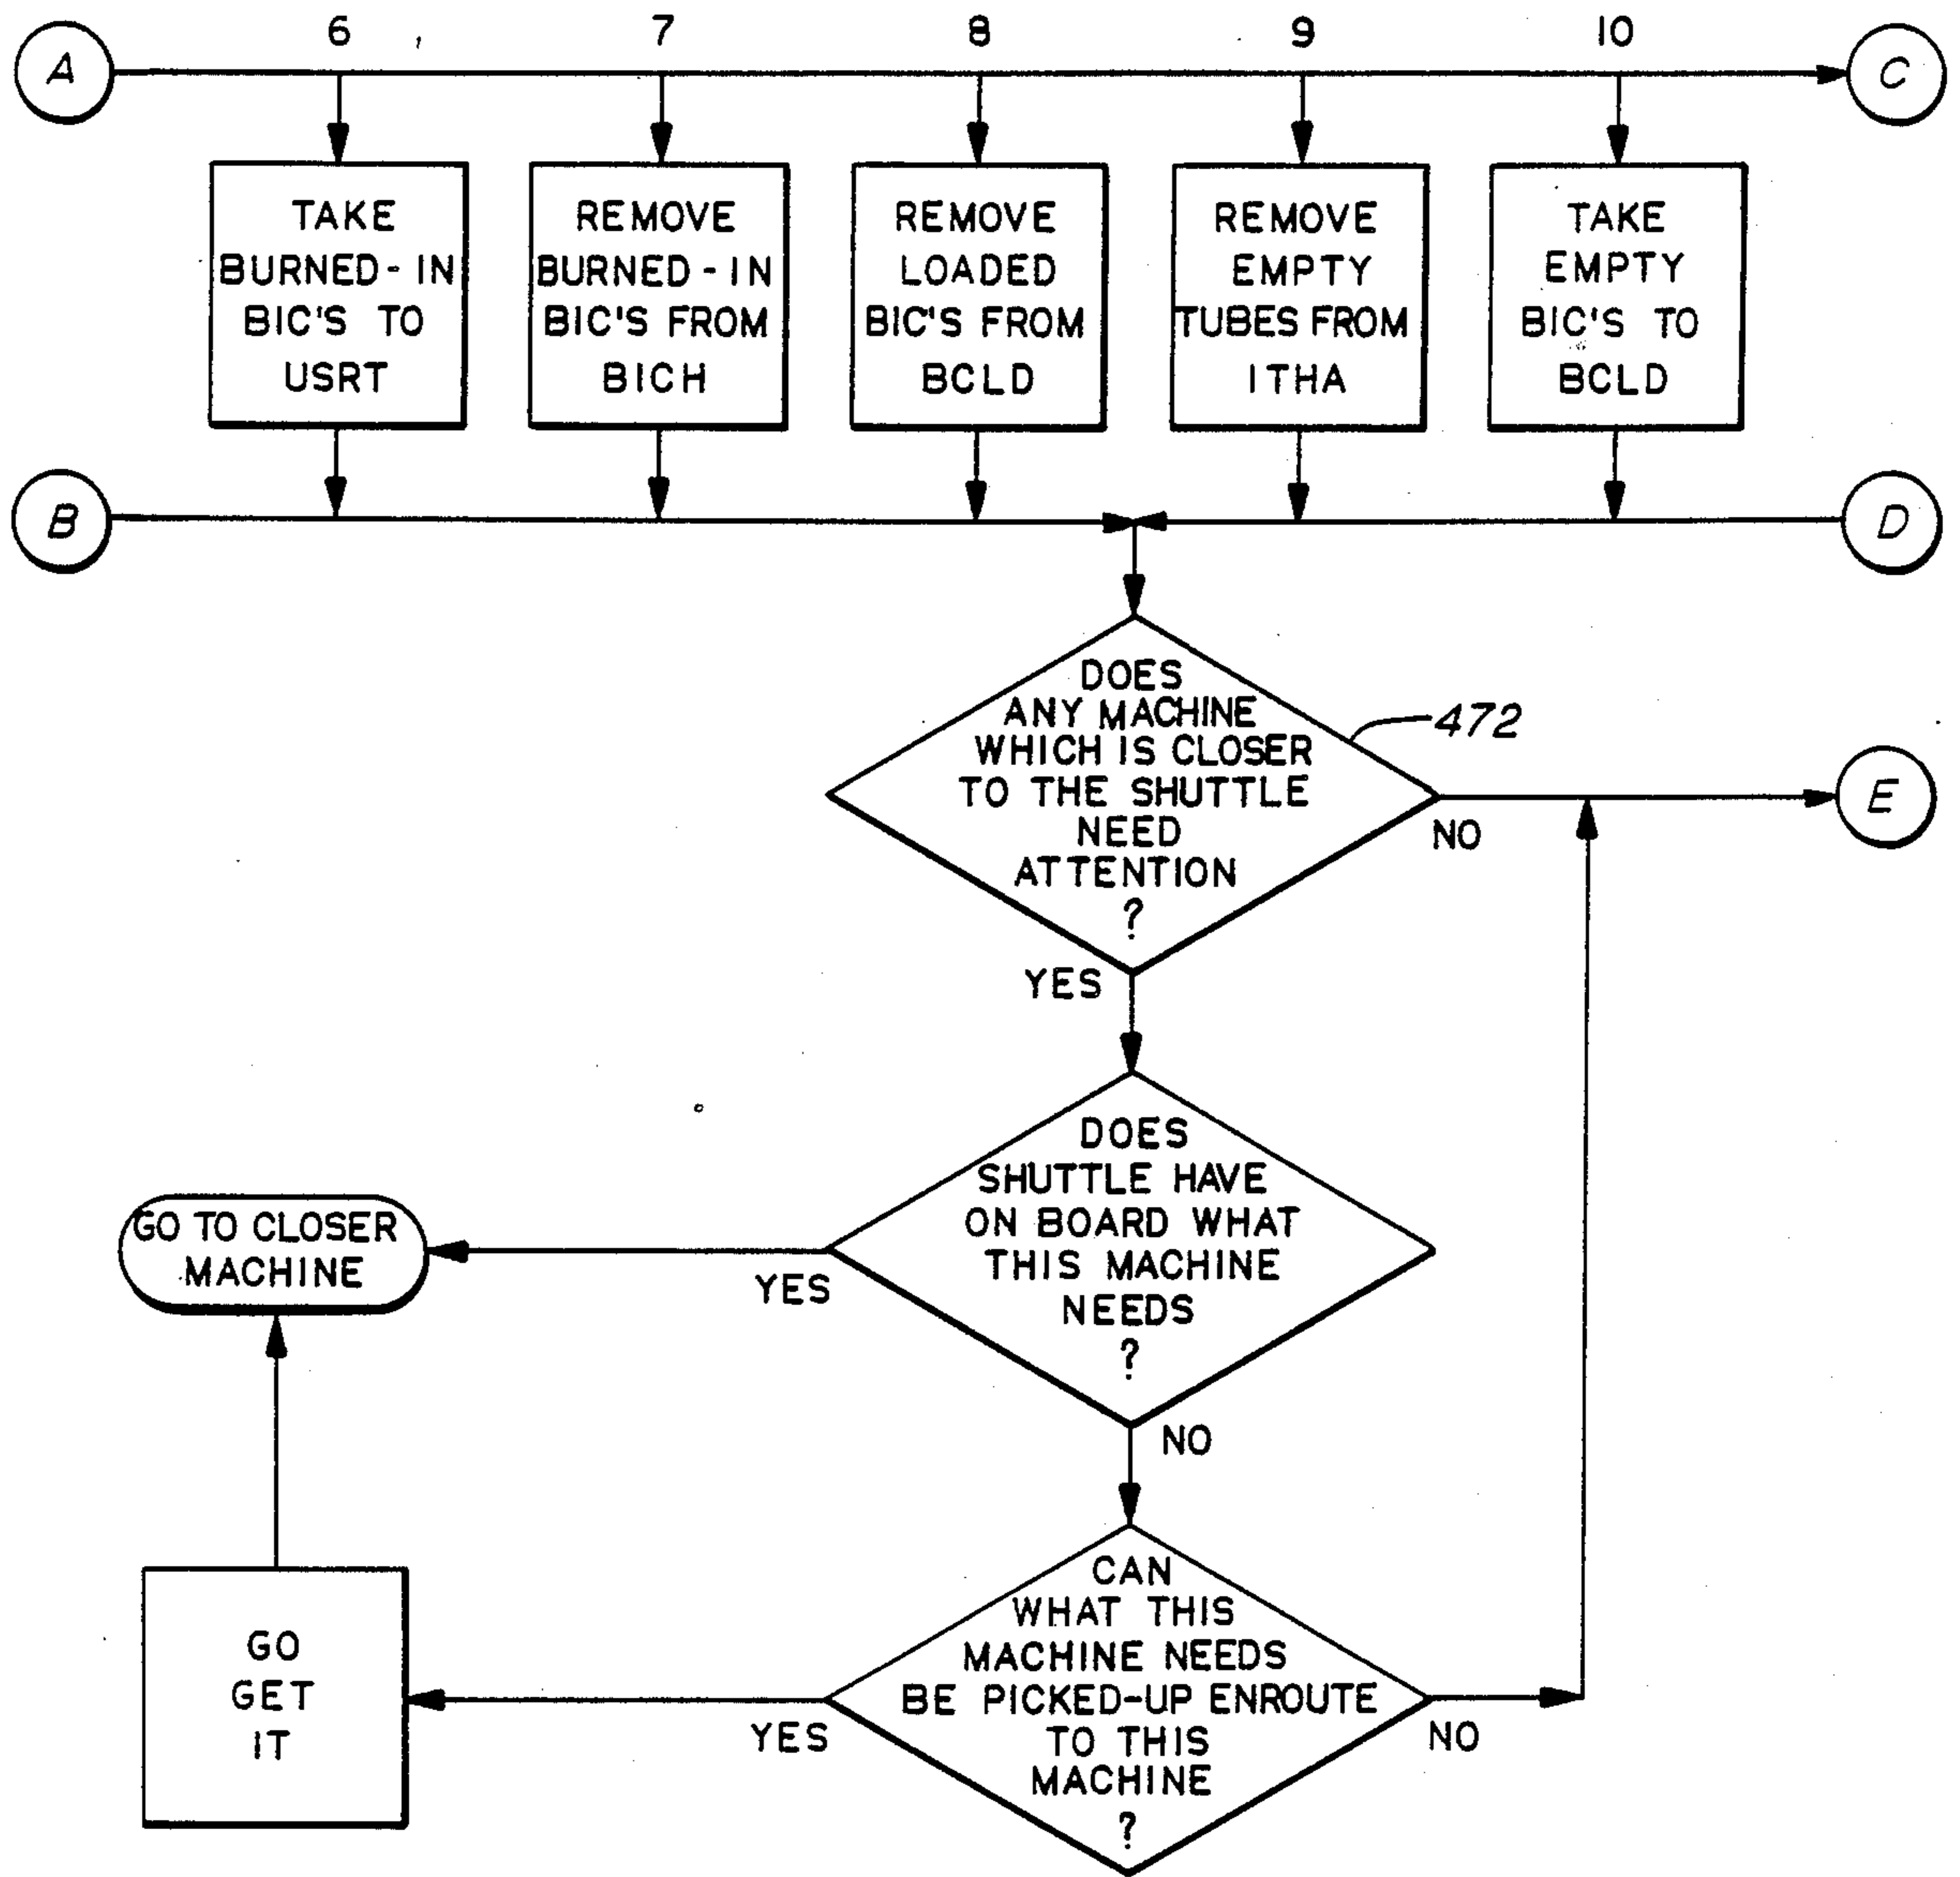 6 7 8 9 10
A C
TAKE
BURNED-IN
BIC'S TO
USRT
REMOVE
BURNED-IN
BIC'S FROM
BICH
REMOVE
LOADED
BIC'S FROM
BCLD
REMOVE
EMPTY
TUBES FROM
ITHA
TAKE
EMPTY
BIC'S TO
BCLD
B D
DOES
ANY MACHINE
WHICH IS CLOSER
TO THE SHUTTLE
NEED
ATTENTION
?
472
NO
E
YES
DOES
SHUTTLE HAVE
ON BOARD WHAT
THIS MACHINE
NEEDS
?
YES
GO TO CLOSER
MACHINE
NO
CAN
WHAT THIS
MACHINE NEEDS
BE PICKED-UP ENROUTE
TO THIS
MACHINE
?
YES
NO
GO
GET
IT